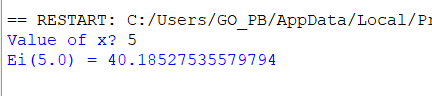 == RESTART: C:/Users/GO_PB/AppData/Local/Pr
Value of x? 5
Ei(5.0) = 40.18527535579794